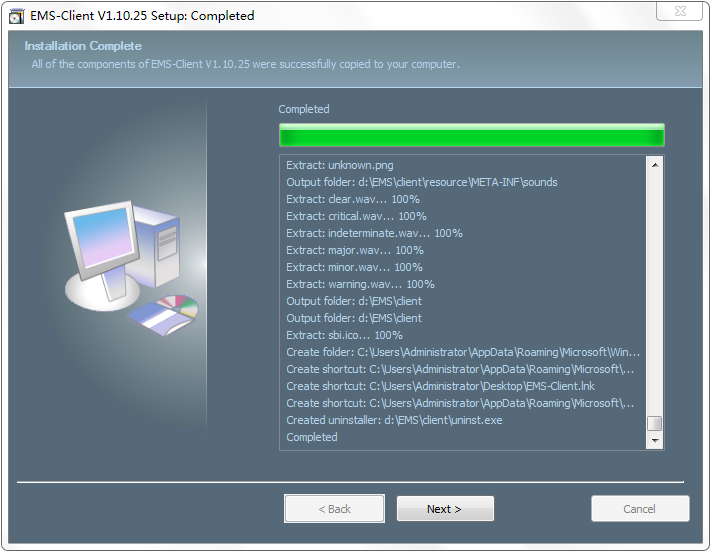 EMS-Client V1.10.25 Setup: Completed
Installation Complete
All of the components of EMS-Client V1.10.25 were successfully copied to your computer.
Completed
Extract: unknown.png
Output folder: d:\EMS\client\resource\META-INF\sounds
Extract: clear.wav... 100%
Extract: critical.wav... 100%
Extract: indeterminate.wav... 100%
Extract: major.wav... 100%
Extract: minor.wav... 100%
Extract: warning.wav... 100%
Output folder: d:\EMS\client
Output folder: d:\EMS\client
Extract: sbi.ico... 100%
Create folder: C:\Users\Administrator\AppData\Roaming\Microsoft\Win...
Create shortcut: C:\Users\Administrator\AppData\Roaming\Microsoft\...
Create shortcut: C:\Users\Administrator\Desktop\EMS-Client.lnk
Create shortcut: C:\Users\Administrator\AppData\Roaming\Microsoft\...
Created uninstaller: d:\EMS\client\uninst.exe
Completed
< Back
Next >
Cancel